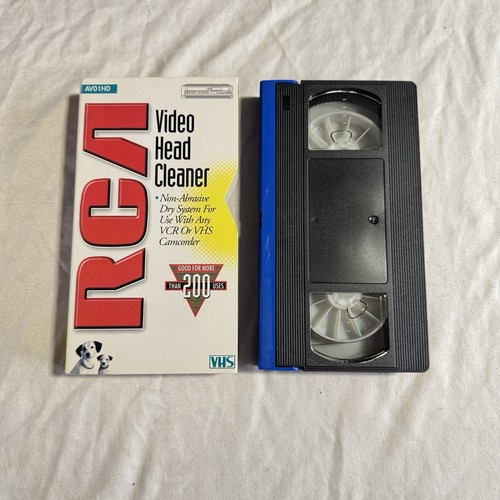 AV01HD
RCA
Video
Head
Cleaner
• Non-Abrasive
Dry System For
Use With Any
VCR Or VHS
Camcorder
GOOD FOR MORE
THAN 200 USES
VHS